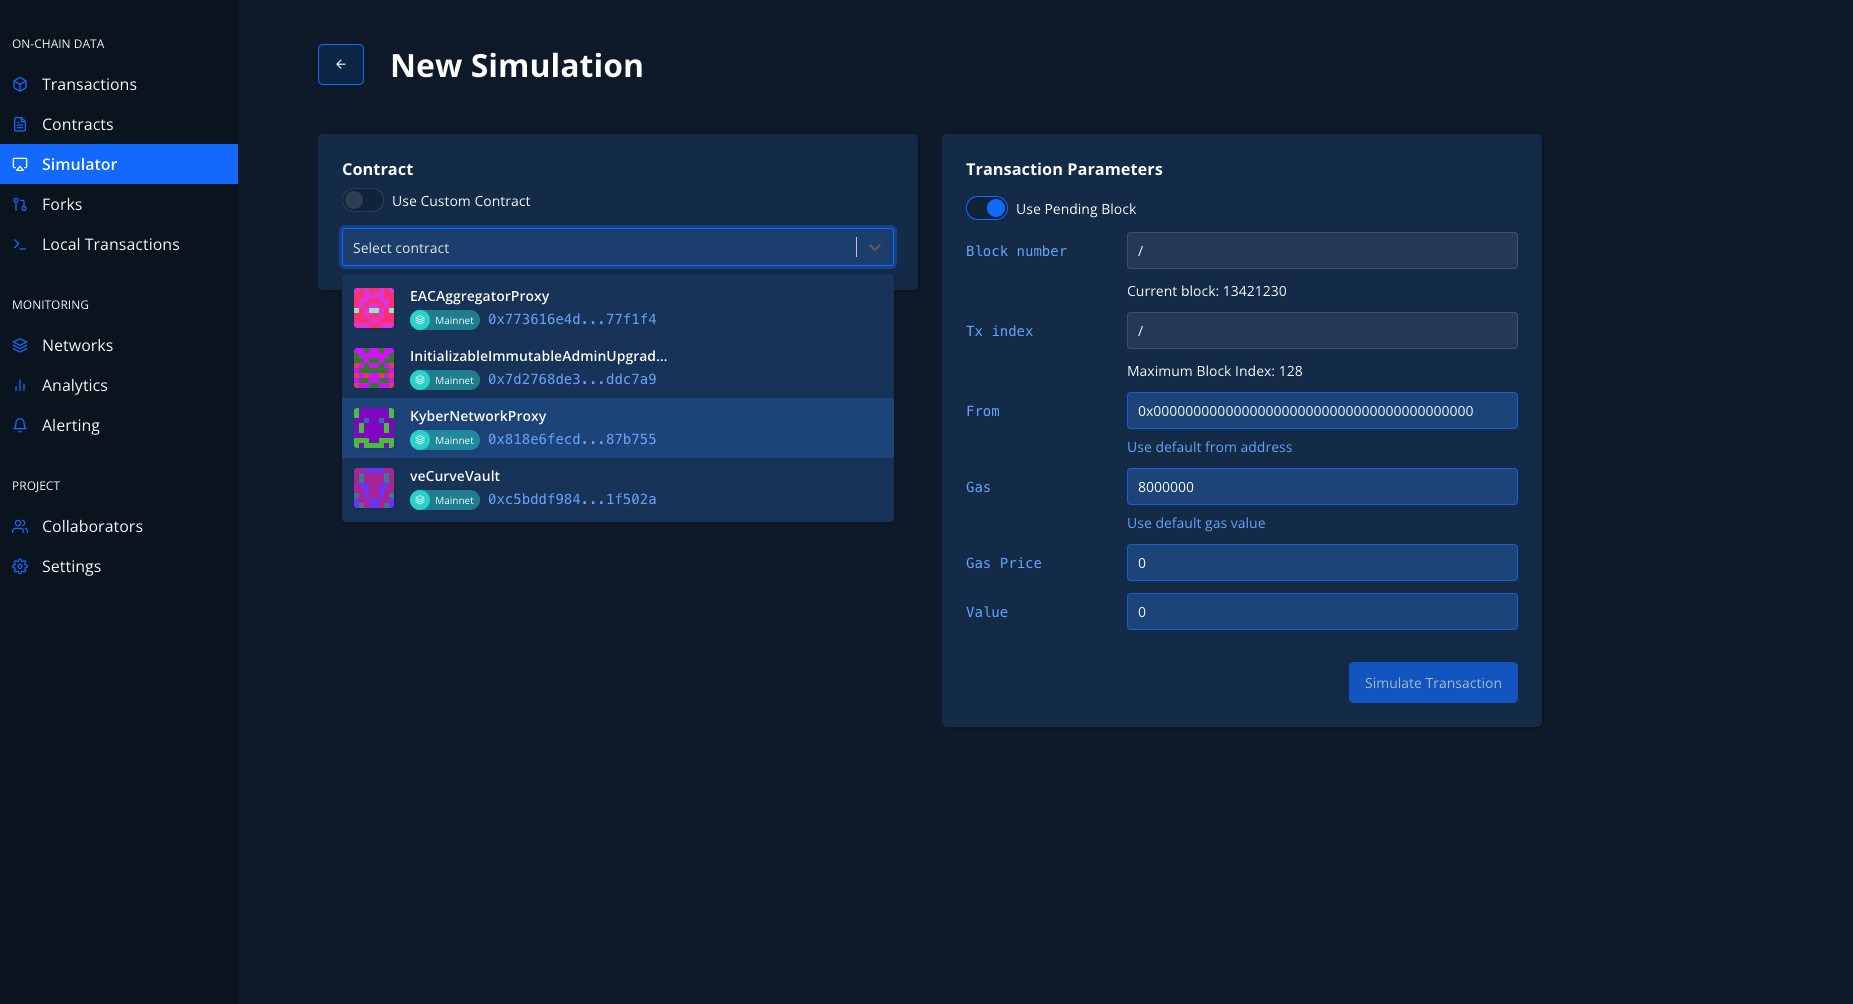 ON-CHAIN DATA
Transactions
Contracts
Simulator
Forks
Local Transactions
MONITORING
Networks
Analytics
Alerting
PROJECT
Collaborators
Settings
New Simulation
Contract
Use Custom Contract
Select contract
EACAggregatorProxy
Mainnet 0x773616e4d...77f1f4
InitializableImmutableAdminUpgrad...
Mainnet 0x7d2768de3...ddc7a9
KyberNetworkProxy
Mainnet 0x818e6fecd...87b755
veCurveVault
Mainnet 0xc5bddf984...1f502a
Transaction Parameters
Use Pending Block
Block number /
Current block: 13421230
Tx index /
Maximum Block Index: 128
From 0x0000000000000000000000000000000000000000
Use default from address
Gas 8000000
Use default gas value
Gas Price 0
Value 0
Simulate Transaction